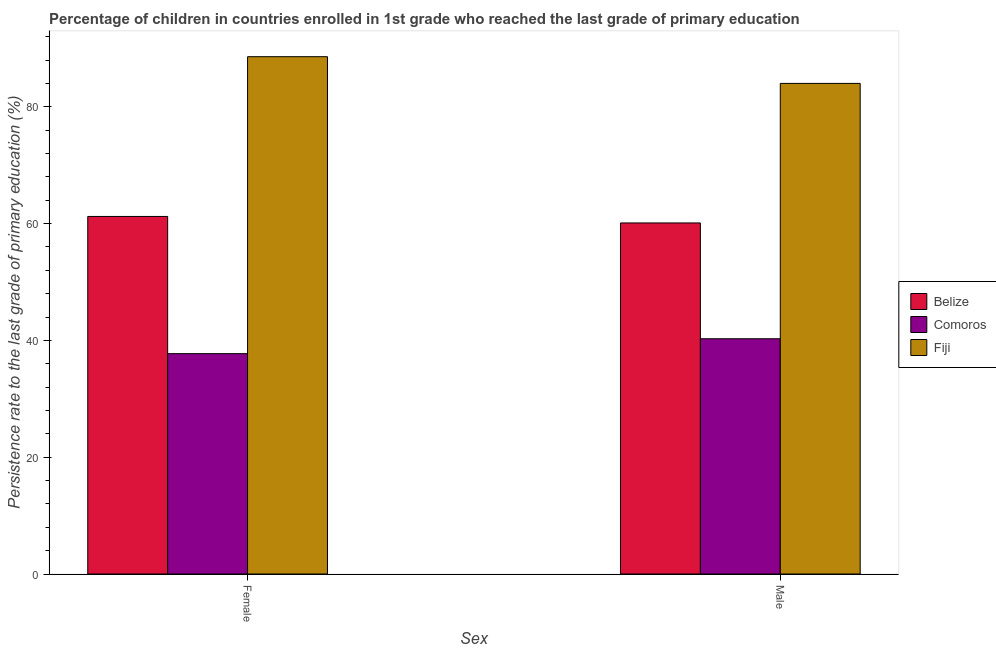 Percentage of children in countries enrolled in 1st grade who reached the last grade of primary education
Persistence rate to the last grade of primary education (%)
80
60
40
20
0
Female
Male
Sex
Belize
Comoros
Fiji